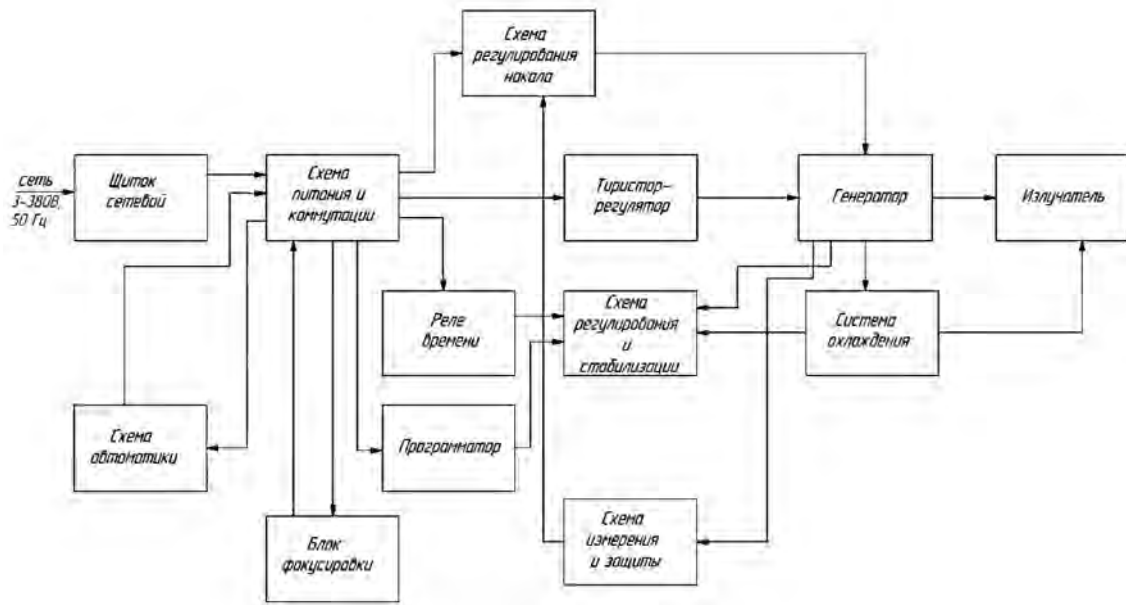 Схема
регулирования
накала
сеть
3~380В,
50 Гц
Щиток
сетевой
Схема
питания и
коммутации
Тиристор-
регулятор
Генератор
Излучатель
Реле
времени
Схема
регулирования
и
стабилизации
Система
охлаждения
Схема
автоматики
Программатор
Блок
фокусировки
Схема
измерения
и защиты